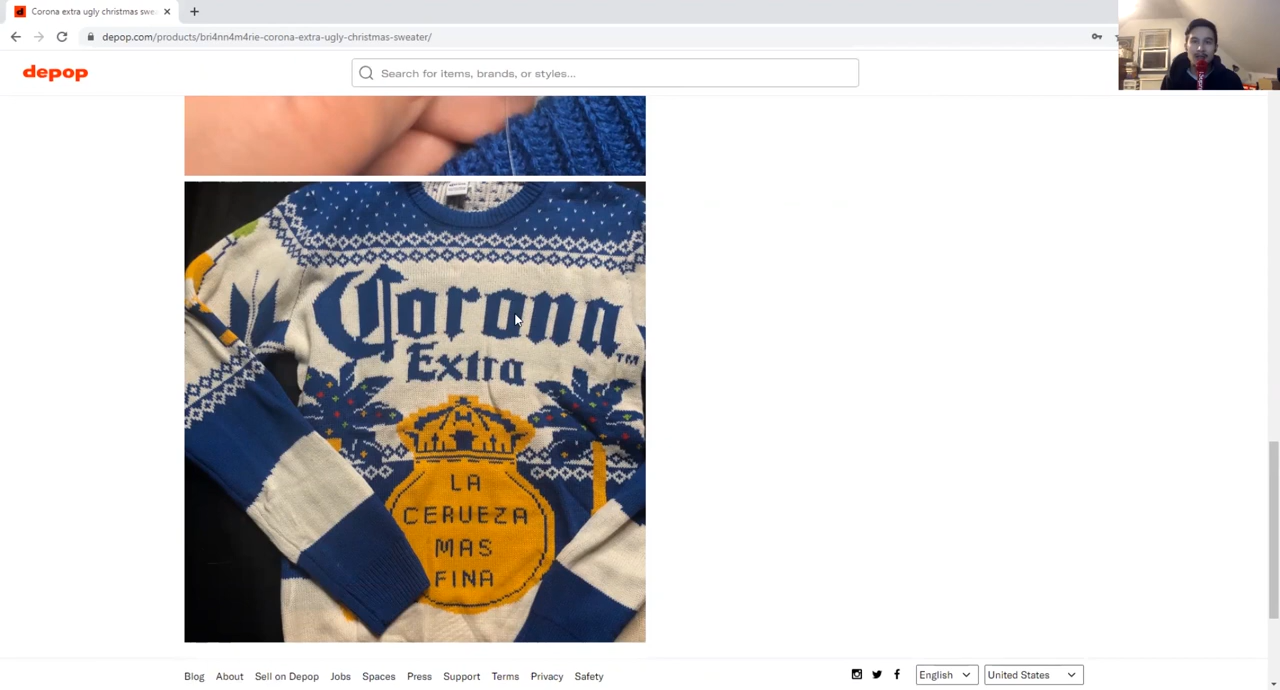 Corona extra ugly christmas swe
depop.com/products/bri4nn4m4rie-corona-extra-ugly-christmas-sweater/
depop
Search for items, brands, or styles...
Corona
TM
Extra
LA
CERVEZA
MAS
FINA
Blog About Sell on Depop Jobs Spaces Press Support Terms Privacy Safety English United States